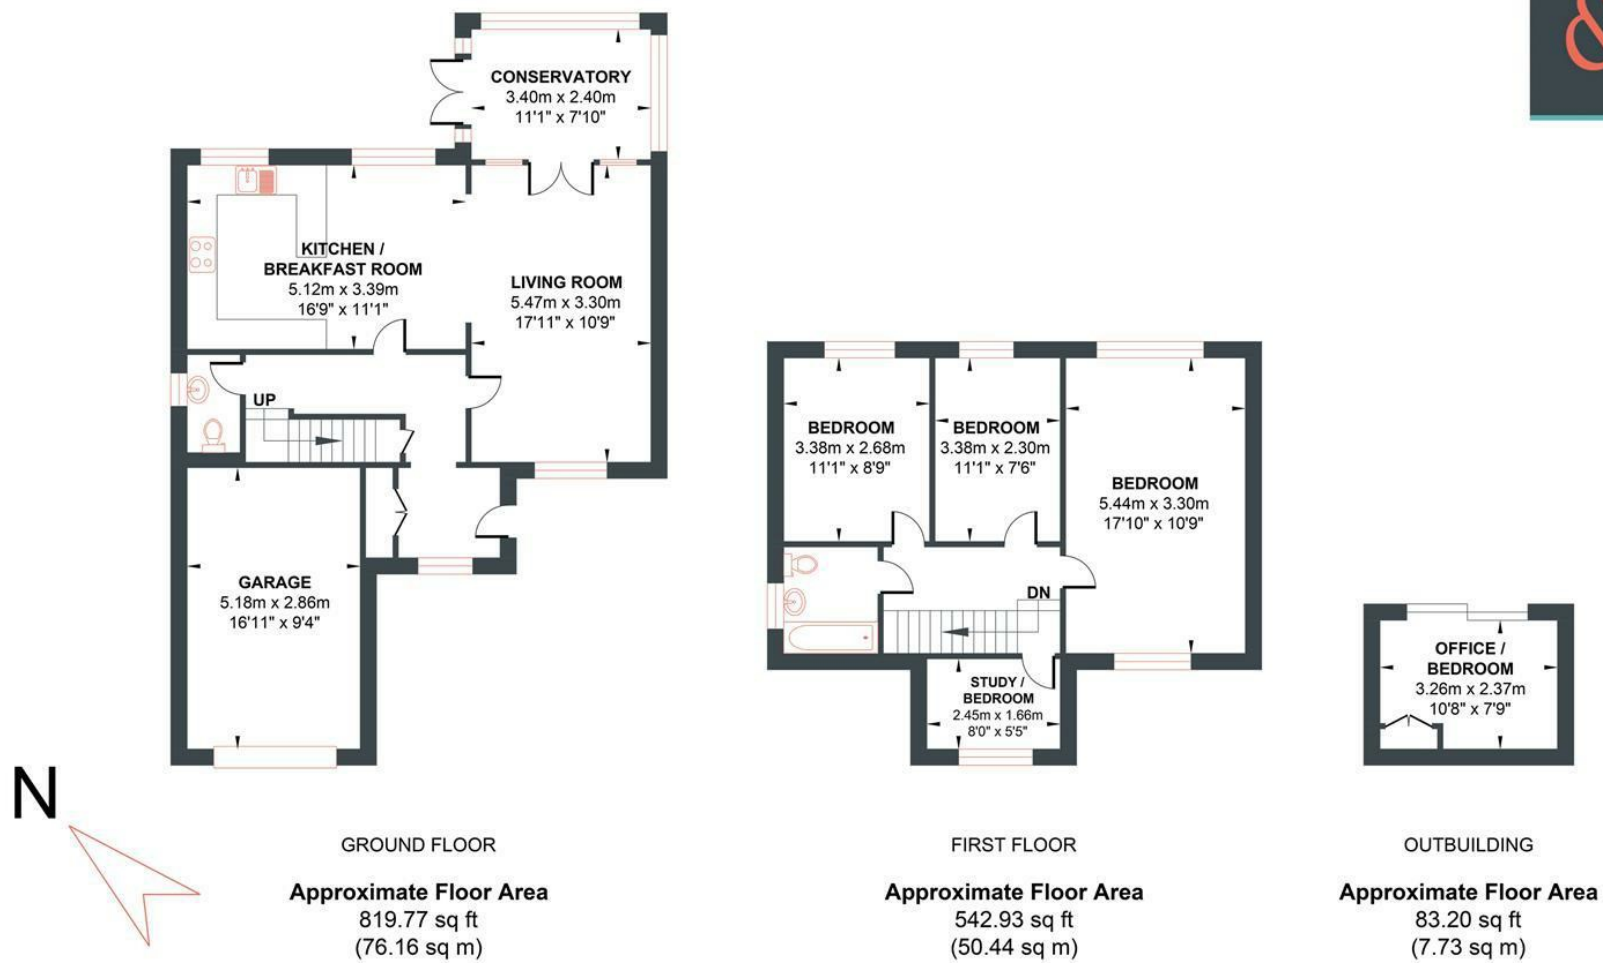 &
CONSERVATORY
3.40m x 2.40m
11'1" x 7'10"
KITCHEN /
BREAKFAST ROOM
5.12m x 3.39m
16'9" x 11'1"
LIVING ROOM
5.47m x 3.30m
17'11" x 10'9"
UP
GARAGE
5.18m x 2.86m
16'11" x 9'4"
BEDROOM
3.38m x 2.68m
11'1" x 8'9"
BEDROOM
3.38m x 2.30m
11'1" x 7'6"
BEDROOM
5.44m x 3.30m
17'10" x 10'9"
DN
STUDY /
BEDROOM
2.45m x 1.66m
8'0" x 5'5"
OFFICE /
BEDROOM
3.26m x 2.37m
10'8" x 7'9"
N
GROUND FLOOR
Approximate Floor Area
819.77 sq ft
(76.16 sq m)
FIRST FLOOR
Approximate Floor Area
542.93 sq ft
(50.44 sq m)
OUTBUILDING
Approximate Floor Area
83.20 sq ft
(7.73 sq m)